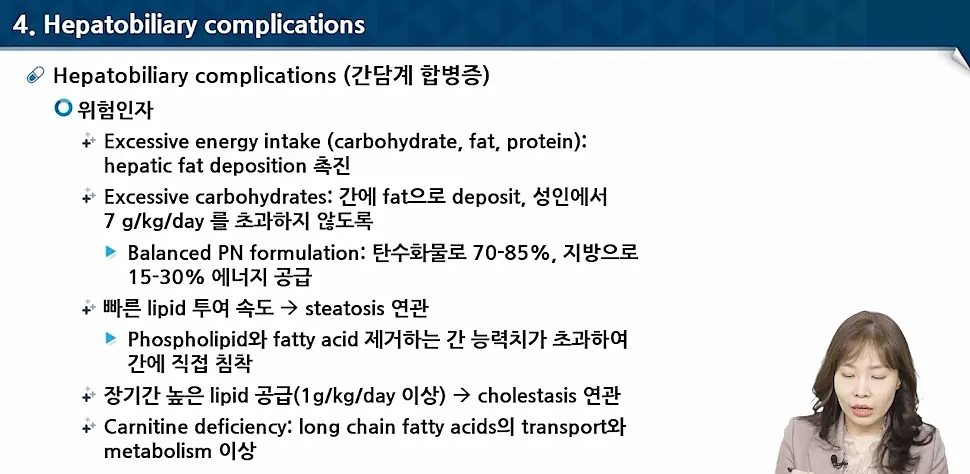 4. Hepatobiliary complications
Hepatobiliary complications (간담계 합병증)
위험인자
Excessive energy intake (carbohydrate, fat, protein):
hepatic fat deposition 촉진
Excessive carbohydrates: 간에 fat으로 deposit, 성인에서
7 g/kg/day 를 초과하지 않도록
Balanced PN formulation: 탄수화물로 70-85%, 지방으로
15-30% 에너지 공급
빠른 lipid 투여 속도 → steatosis 연관
Phospholipid와 fatty acid 제거하는 간 능력치가 초과하여
간에 직접 침착
장기간 높은 lipid 공급(1g/kg/day 이상) → cholestasis 연관
Carnitine deficiency: long chain fatty acids의 transport와
metabolism 이상